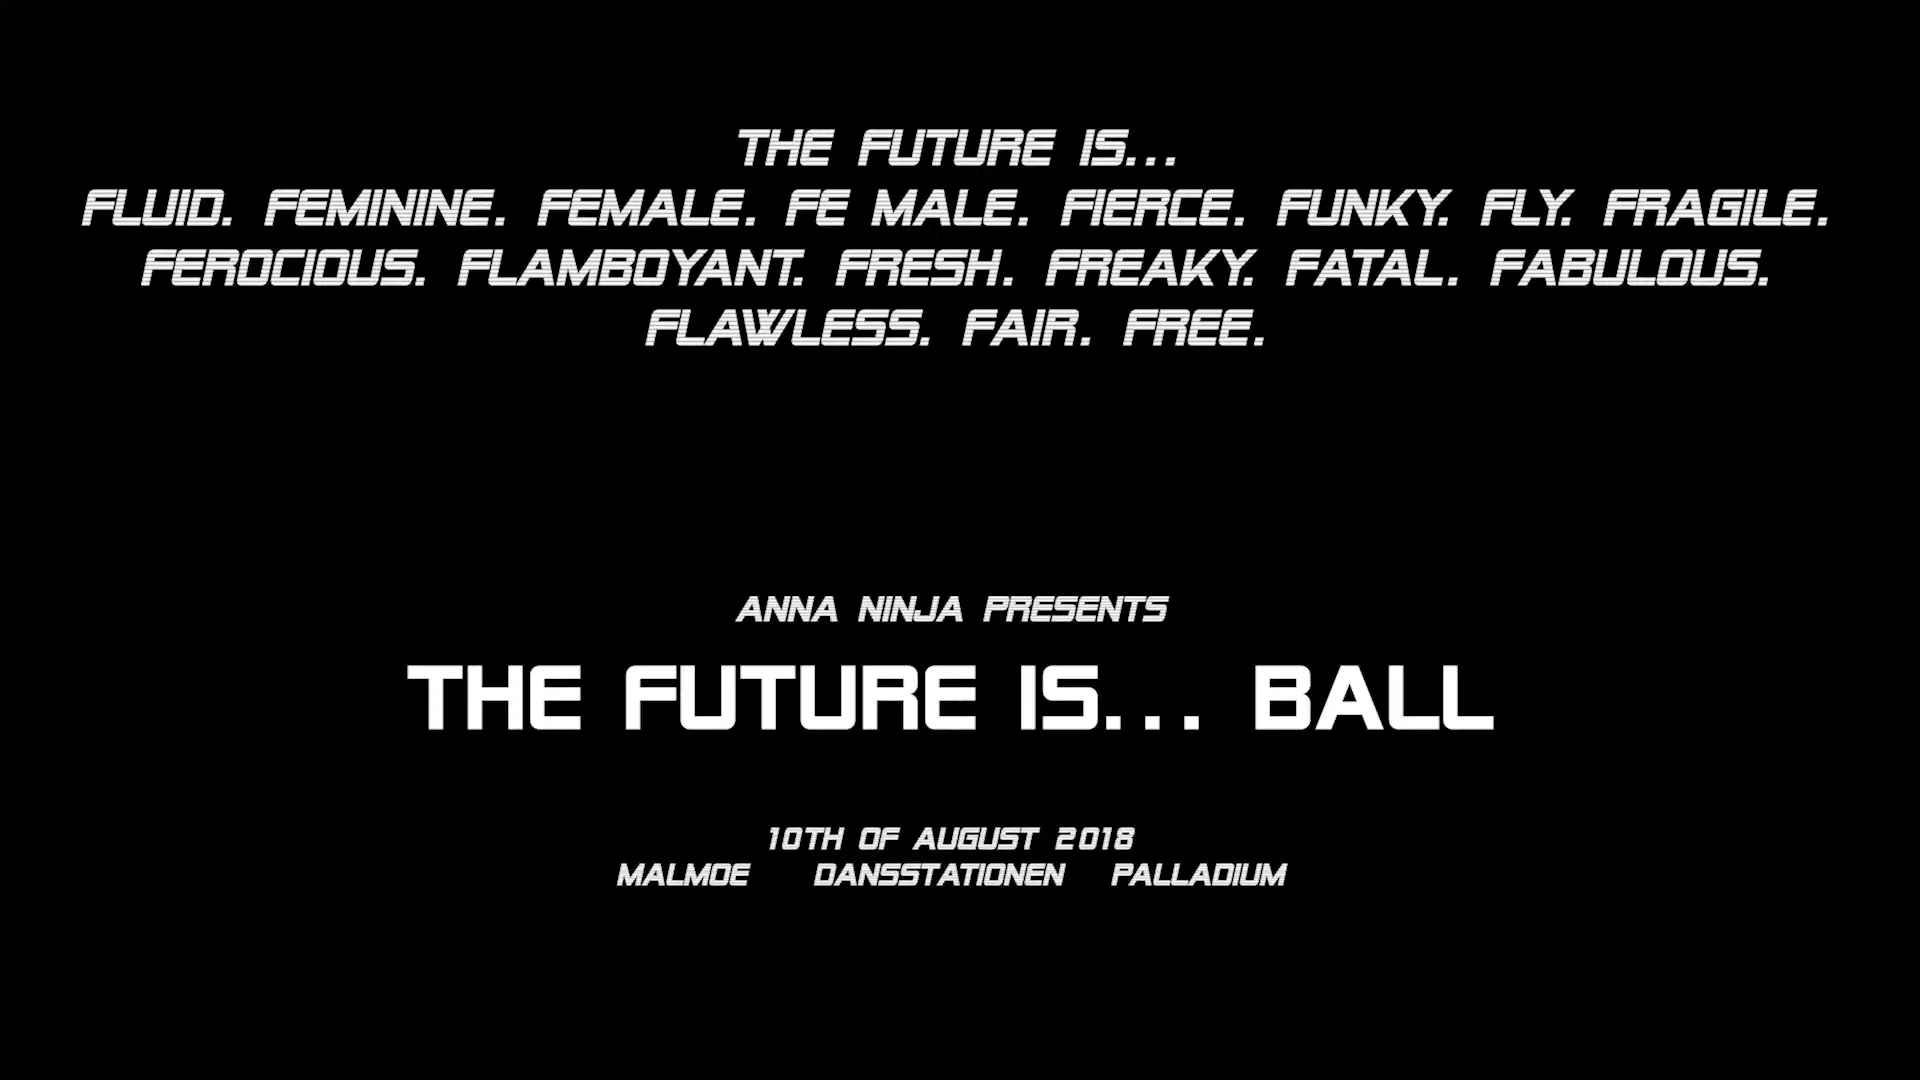 THE FUTURE IS...
FLUID. FEMININE. FEMALE. FE MALE. FIERCE. FUNKY. FLY. FRAGILE.
FEROCIOUS. FLAMBOYANT. FRESH. FREAKY. FATAL. FABULOUS.
FLAWLESS. FAIR. FREE.
ANNA NINJA PRESENTS
THE FUTURE IS... BALL
10TH OF AUGUST 2018
MALMOE DANSSTATIONEN PALLADIUM